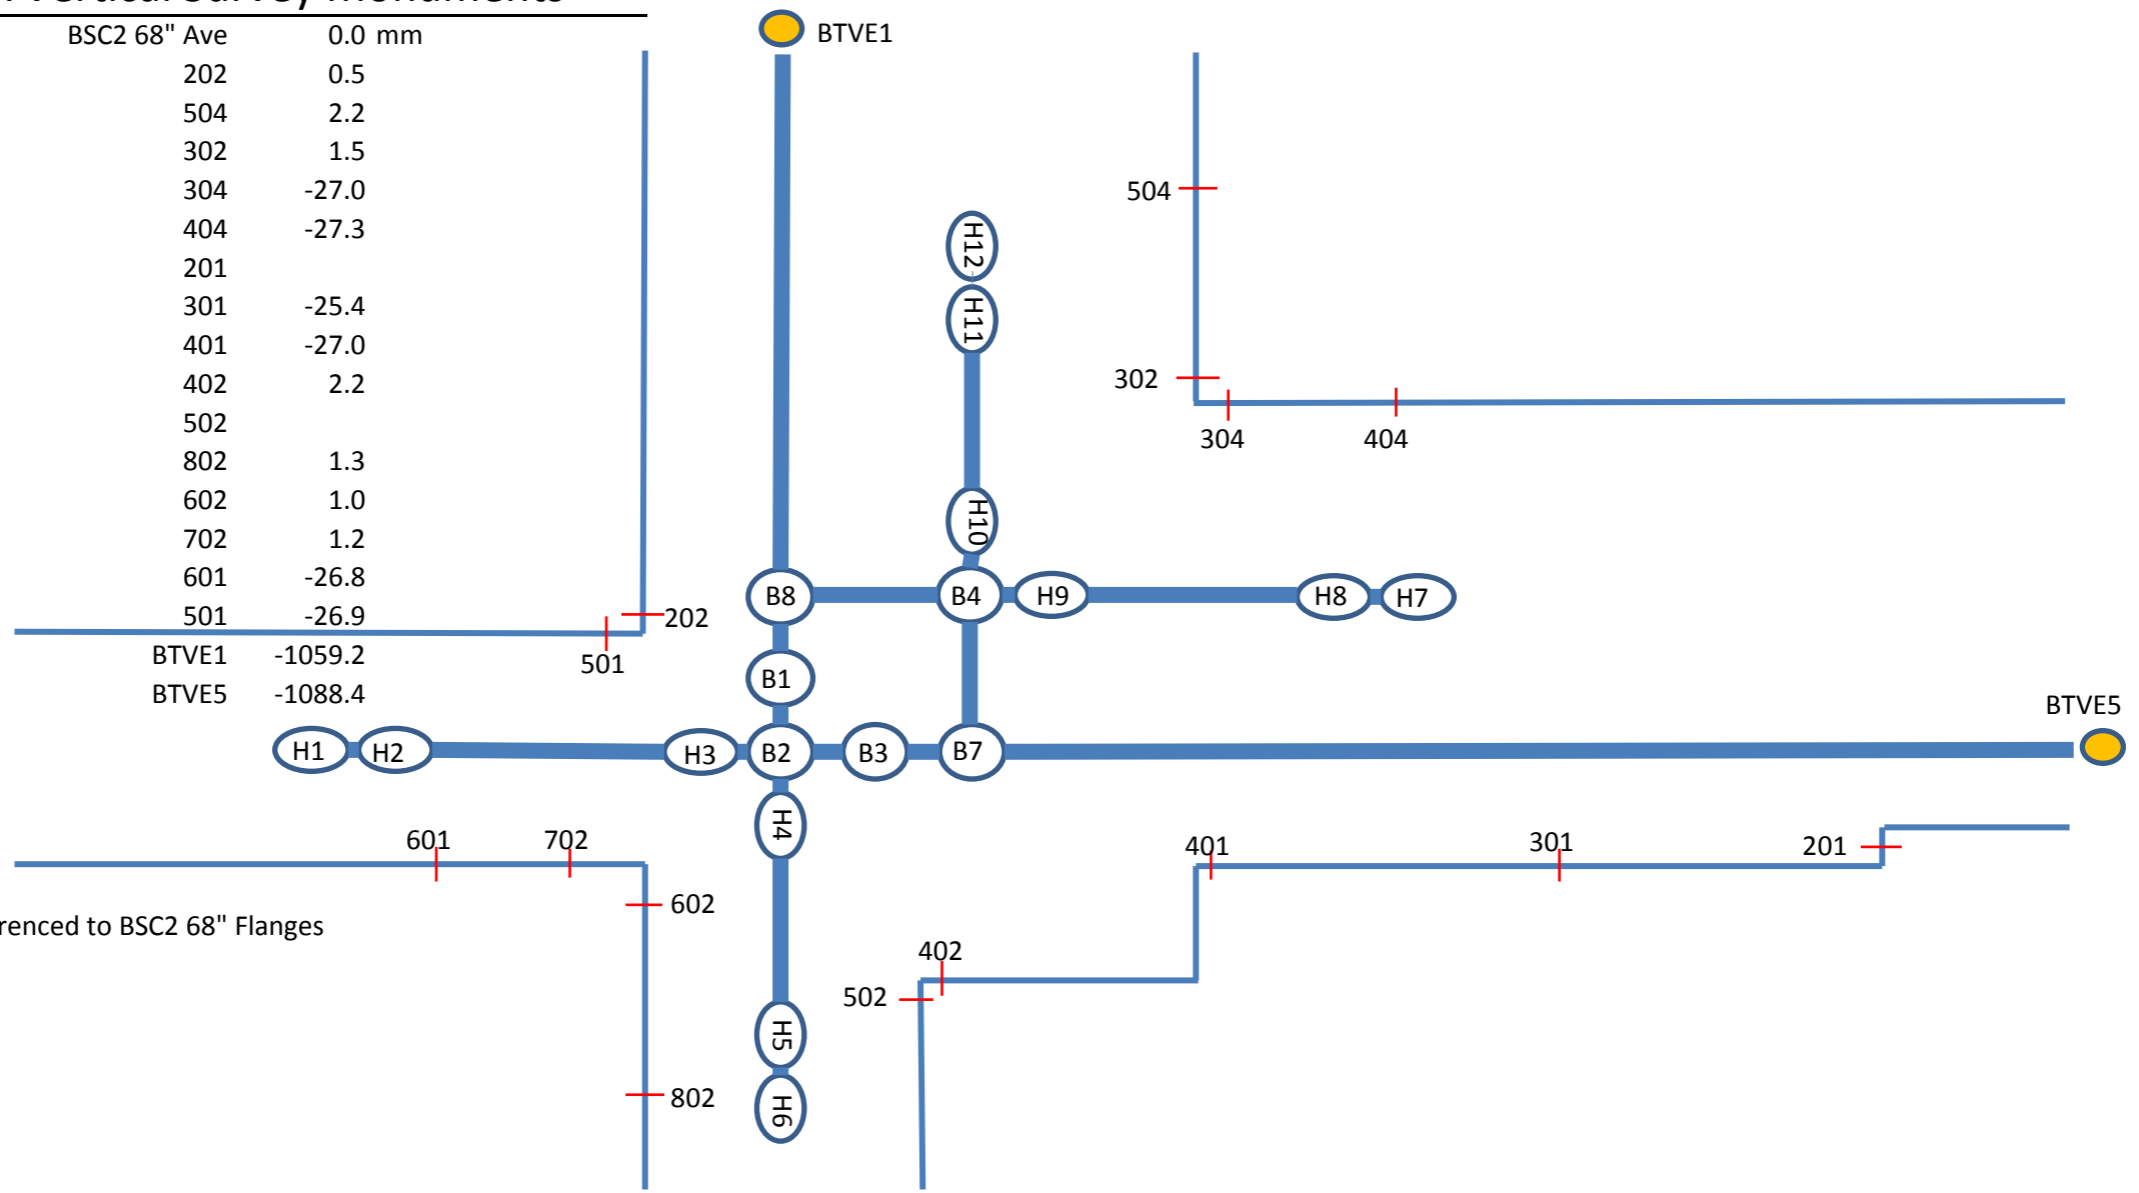 Vertical Survey Monuments
BSC2 68" Ave 0.0 mm
202 0.5
504 2.2
302 1.5
304 -27.0
404 -27.3
201
301 -25.4
401 -27.0
402 2.2
502
802 1.3
602 1.0
702 1.2
601 -26.8
501 -26.9
BTVE1 -1059.2
BTVE5 -1088.4
BTVE1
504
H12
H11
302
304 404
H10
B8 B4 H9 H8 H7
202
501
B1
BTVE5
H1 H2 H3 B2 B3 B7
H4
601 702
401 301 201
602
renced to BSC2 68" Flanges
402
502
H5
802
H6